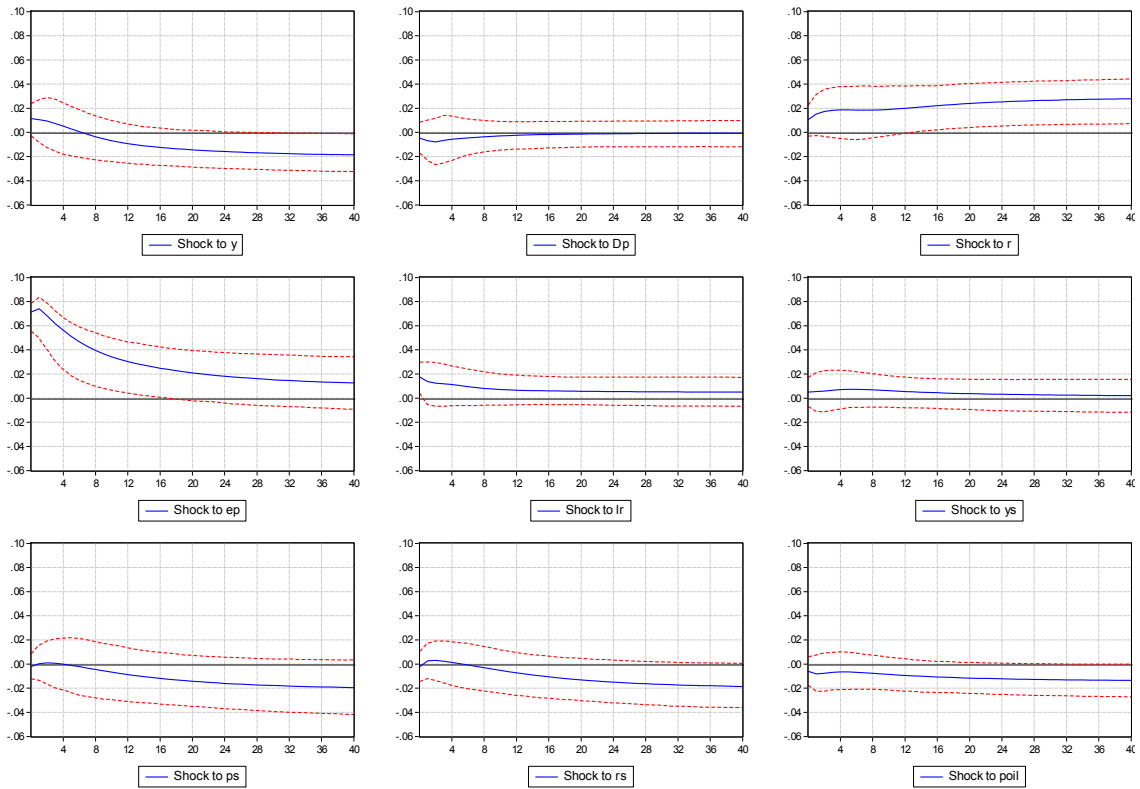 .10 .08 .06 .04 .02 .00 -.02 -.04 -.06
4 8 12 16 20 24 28 32 36 40
Shock to y
.10 .08 .06 .04 .02 .00 -.02 -.04 -.06
4 8 12 16 20 24 28 32 36 40
Shock to Dp
.10 .08 .06 .04 .02 .00 -.02 -.04 -.06
4 8 12 16 20 24 28 32 36 40
Shock to r
.10 .08 .06 .04 .02 .00 -.02 -.04 -.06
4 8 12 16 20 24 28 32 36 40
Shock to ep
.10 .08 .06 .04 .02 .00 -.02 -.04 -.06
4 8 12 16 20 24 28 32 36 40
Shock to lr
.10 .08 .06 .04 .02 .00 -.02 -.04 -.06
4 8 12 16 20 24 28 32 36 40
Shock to ys
.10 .08 .06 .04 .02 .00 -.02 -.04 -.06
4 8 12 16 20 24 28 32 36 40
Shock to ps
.10 .08 .06 .04 .02 .00 -.02 -.04 -.06
4 8 12 16 20 24 28 32 36 40
Shock to rs
.10 .08 .06 .04 .02 .00 -.02 -.04 -.06
4 8 12 16 20 24 28 32 36 40
Shock to poil